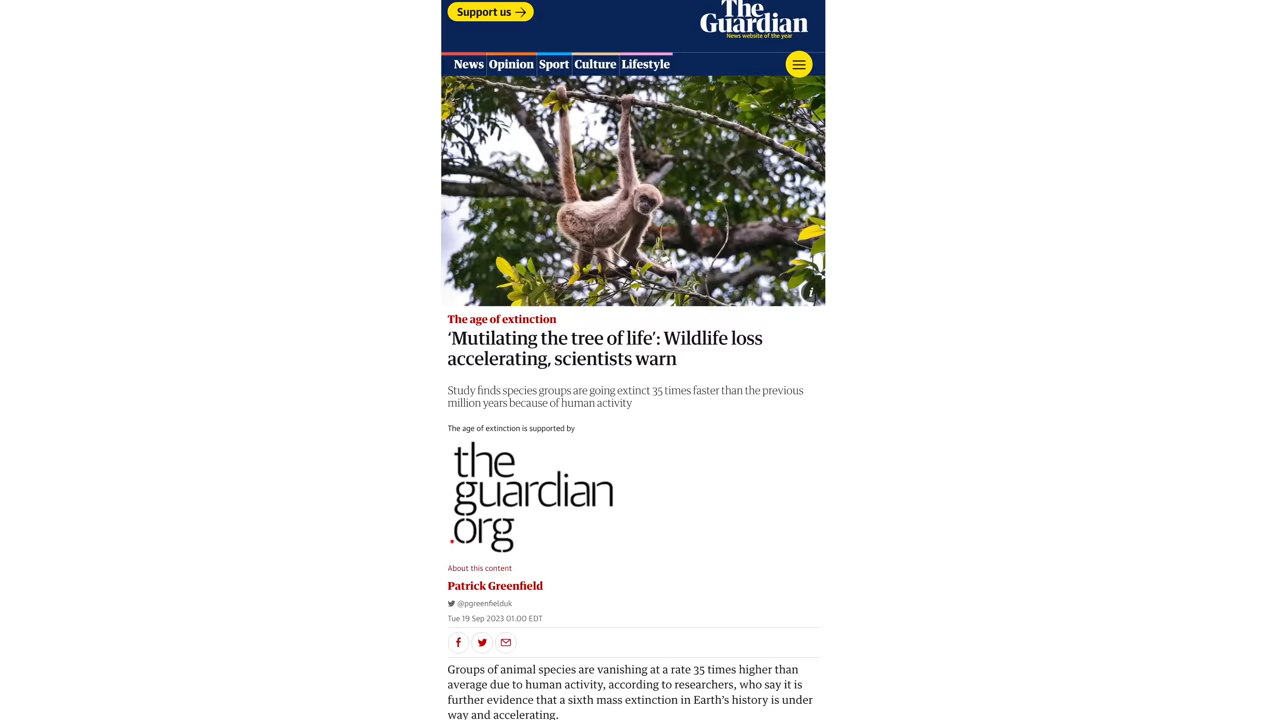 Support us
The
Guardian
News website of the year
News Opinion Sport Culture Lifestyle
i
The age of extinction
‘Mutilating the tree of life’: Wildlife loss
accelerating, scientists warn
Study finds species groups are going extinct 35 times faster than the previous
million years because of human activity
The age of extinction is supported by
the
guardian
.org
About this content
Patrick Greenfield
@pgreenfielduk
Tue 19 Sep 2023 01.00 EDT
Groups of animal species are vanishing at a rate 35 times higher than
average due to human activity, according to researchers, who say it is
further evidence that a sixth mass extinction in Earth’s history is under
way and accelerating.